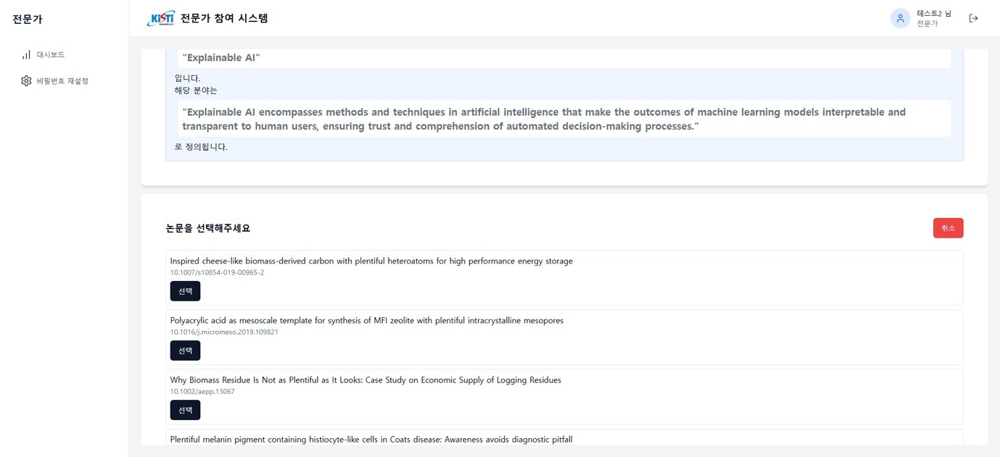 전문가
KiSTi
www.kisti.re.kr
전문가 참여 시스템
테스트2 님
전문가
대시보드
비밀번호 재설정
"Explainable AI"
입니다.
해당 분야는
"Explainable AI encompasses methods and techniques in artificial intelligence that make the outcomes of machine learning models interpretable and
transparent to human users, ensuring trust and comprehension of automated decision-making processes."
로 정의됩니다.
논문을 선택해주세요
취소
Inspired cheese-like biomass-derived carbon with plentiful heteroatoms for high performance energy storage
10.1007/s10854-019-00965-2
선택
Polyacrylic acid as mesoscale template for synthesis of MFI zeolite with plentiful intracrystalline mesopores
10.1016/j.micromeso.2019.109821
선택
Why Biomass Residue Is Not as Plentiful as It Looks: Case Study on Economic Supply of Logging Residues
10.1002/aepp.13067
선택
Plentiful melanin pigment containing histiocyte-like cells in Coats disease: Awareness avoids diagnostic pitfall